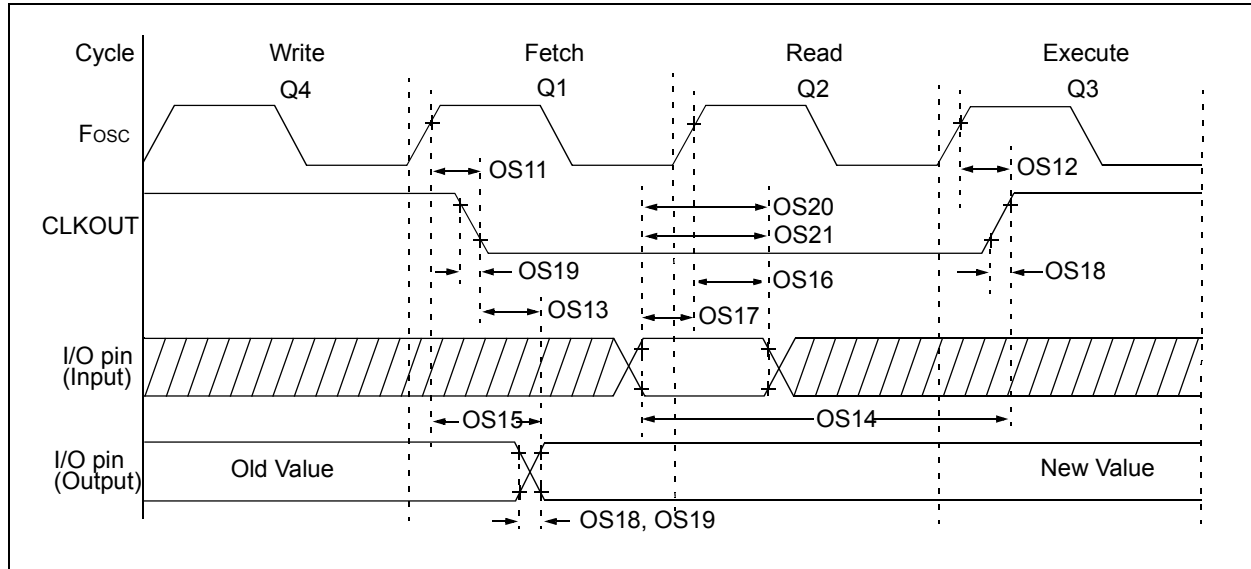 Cycle Write Fetch Read Execute
Q4 Q1 Q2 Q3
FOSC
OS11 OS12
CLKOUT
OS20
OS21
OS19 OS16 OS18
OS13 OS17
I/O pin
(Input)
OS15 OS14
I/O pin
(Output)
Old Value New Value
OS18, OS19